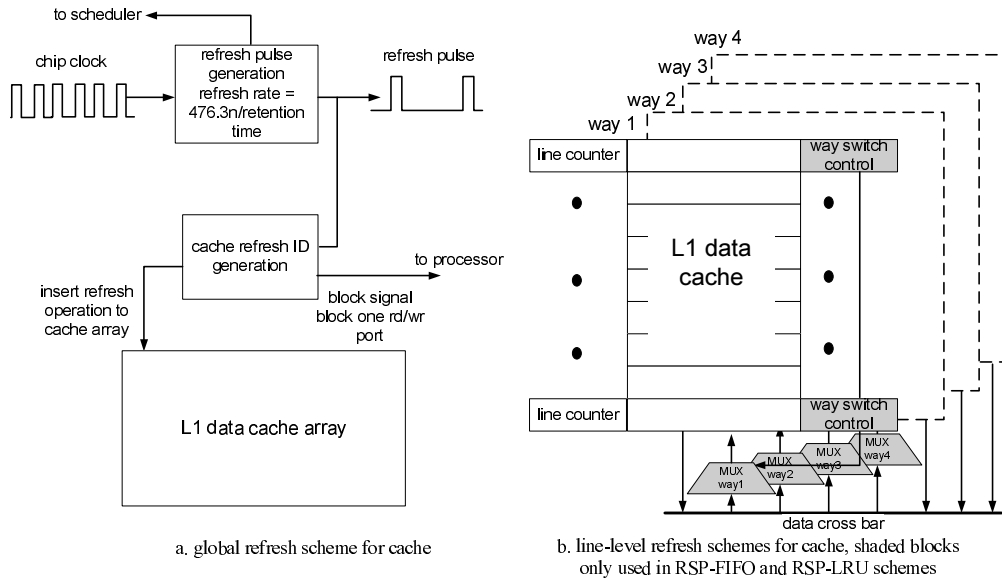 to scheduler
chip clock
refresh pulse
generation
refresh rate =
476.3n/retention
time
refresh pulse
cache refresh ID
generation
to processor
block signal
block one rd/wr
port
insert refresh
operation to
cache array
L1 data cache array
a. global refresh scheme for cache
way 4
way 3
way 2
way 1
line counter
way switch
control
L1 data
cache
line counter
way switch
control
MUX
way1
MUX
way2
MUX
way3
MUX
way4
data cross bar
b. line-level refresh schemes for cache, shaded blocks
only used in RSP-FIFO and RSP-LRU schemes